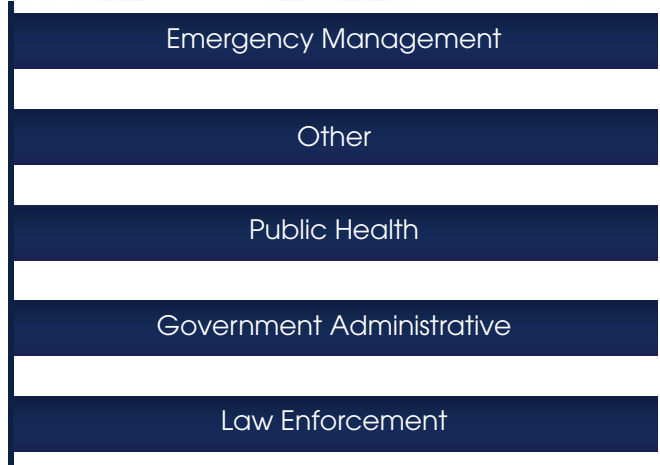 Emergency Management
Other
Public Health
Government Administrative
Law Enforcement